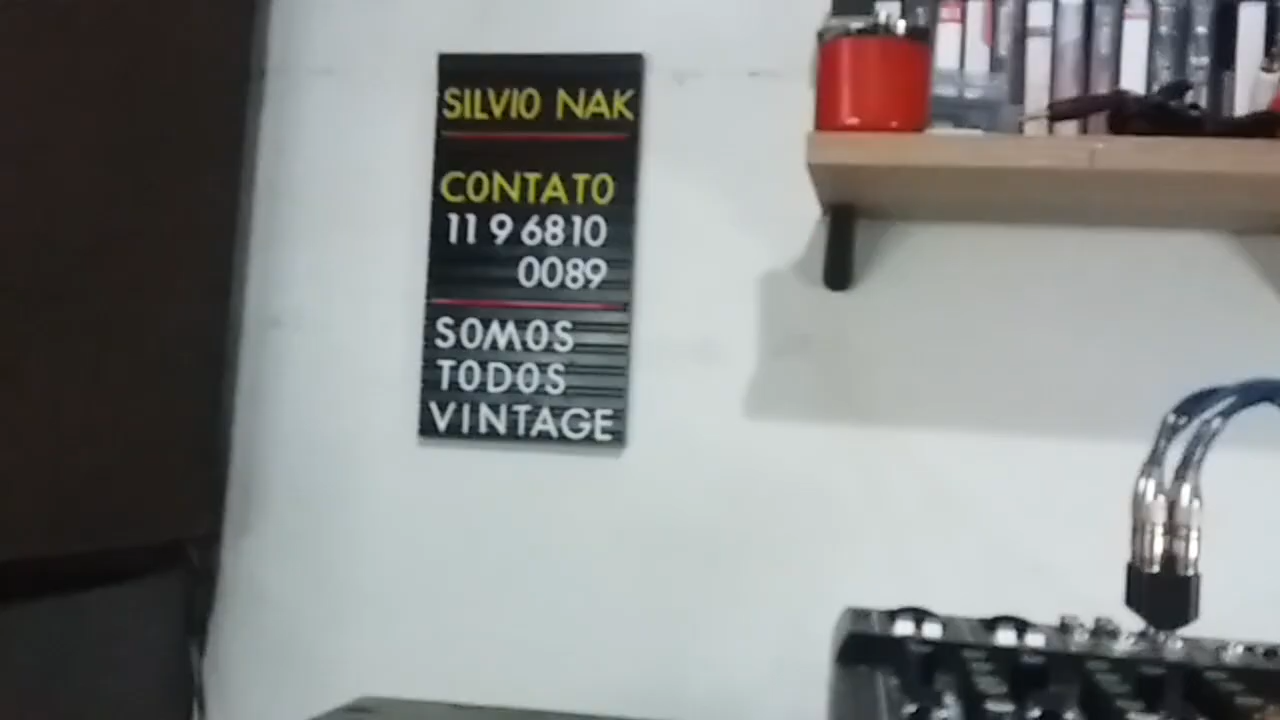 SILVIO NAK
CONTATO
11 9 6810
0089
SOMOS
TODOS
VINTAGE